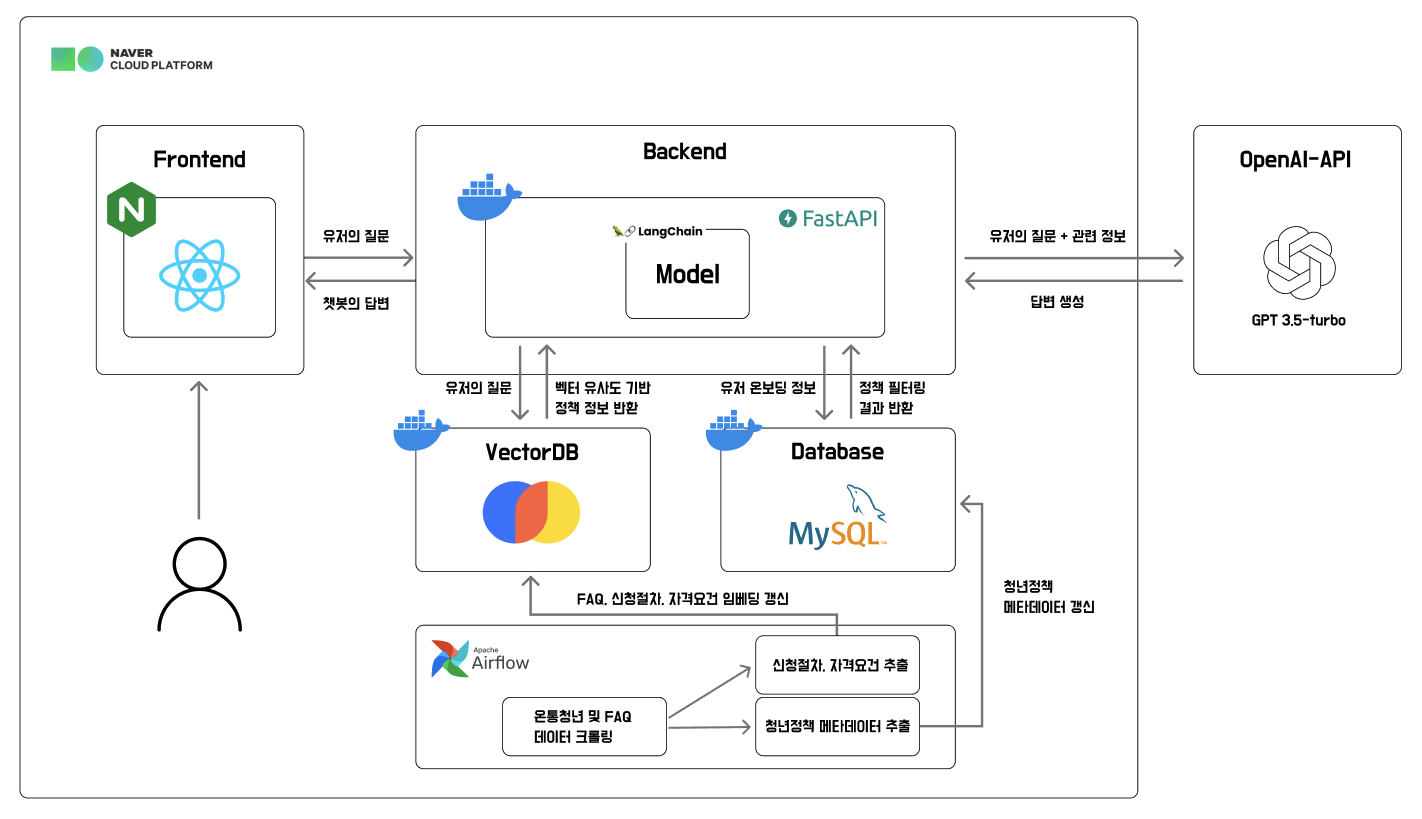 NAVER
CLOUD PLATFORM
Frontend
Backend
OpenAI-API
FastAPI
LangChain
Model
유저의 질문
챗봇의 답변
유저의 질문 + 관련 정보
답변 생성
GPT 3.5-turbo
유저의 질문
벡터 유사도 기반
정책 정보 반환
유저 온보딩 정보
정책 필터링
결과 반환
VectorDB
Database
MySQL™
FAQ, 신청절차, 자격요건 임베딩 갱신
청년정책
메타데이터 갱신
Apache
Airflow
신청절차, 자격요건 추출
온통청년 및 FAQ
데이터 크롤링
청년정책 메타데이터 추출